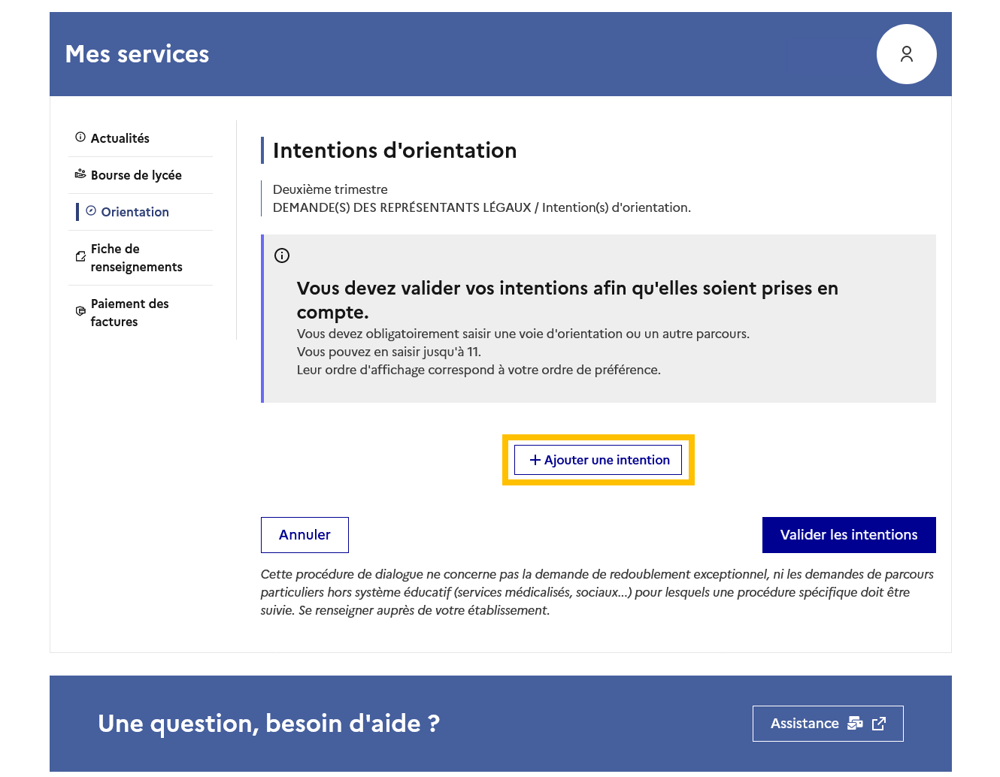 Mes services
Actualités
Bourse de lycée
Orientation
Fiche de
renseignements
Paiement des
factures
Intentions d'orientation
Deuxième trimestre
DEMANDE(S) DES REPRÉSENTANTS LÉGAUX / Intention(s) d'orientation.
Vous devez valider vos intentions afin qu'elles soient prises en
compte.
Vous devez obligatoirement saisir une voie d'orientation ou un autre parcours.
Vous pouvez en saisir jusqu'à 11.
Leur ordre d'affichage correspond à votre ordre de préférence.
Ajouter une intention
Annuler
Valider les intentions
Cette procédure de dialogue ne concerne pas la demande de redoublement exceptionnel, ni les demandes de parcours
particuliers hors système éducatif (services médicalisés, sociaux...) pour lesquels une procédure spécifique doit être
suivie. Se renseigner auprès de votre établissement.
Une question, besoin d'aide ?
Assistance